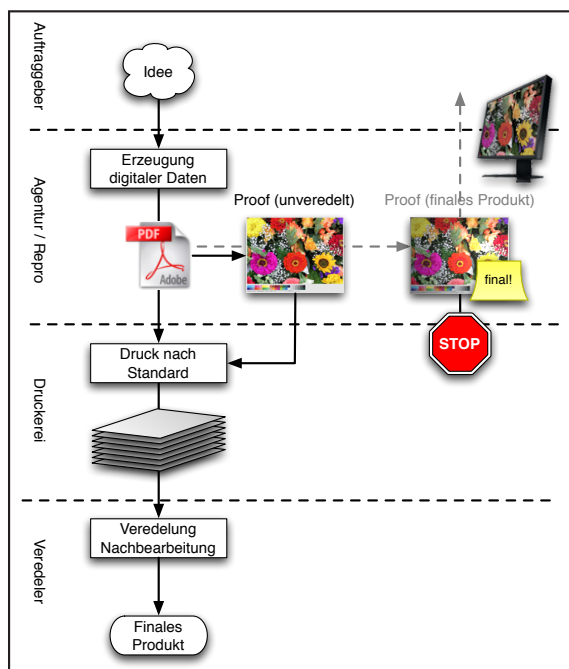 Auftraggeber
Idee
Agentur / Repro
Erzeugung
digitaler Daten
PDF
Adobe
Proof (unveredelt)
Proof (finales Produkt)
final!
STOP
Druckerei
Druck nach
Standard
Veredeler
Veredelung
Nachbearbeitung
Finales
Produkt